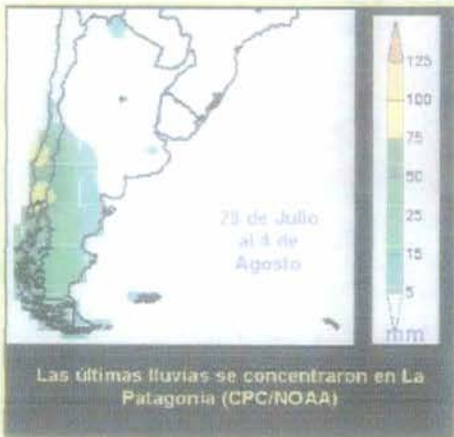 de Julio
al 4 de
Agosto
125
100
75
50
25
15
5
mm
Las últimas lluvias se concentraron en La
Patagonia (CPC/NOAA)